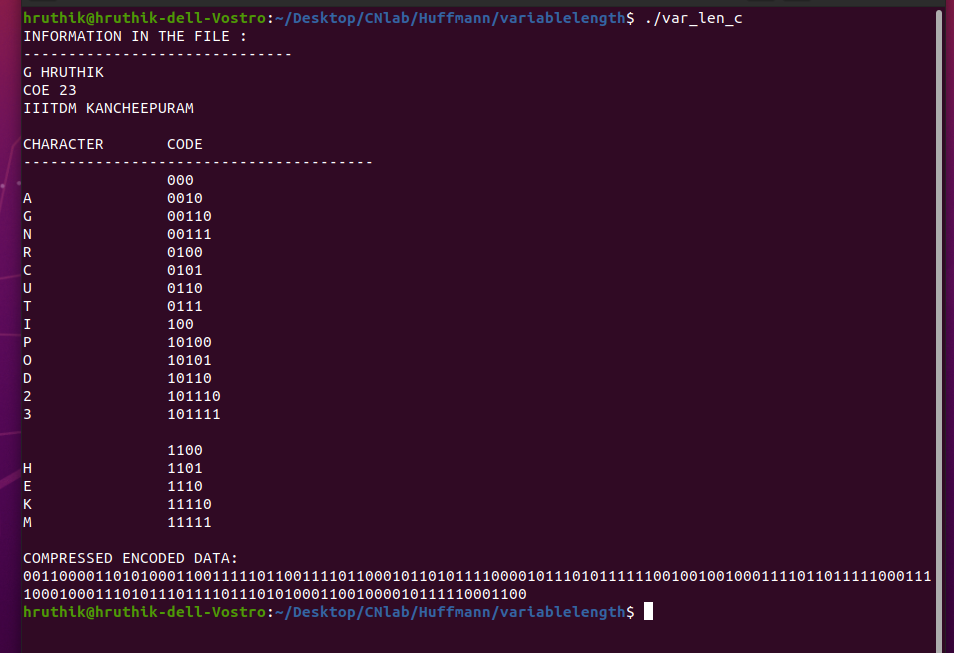 hruthik@hruthik-dell-Vostro:~/Desktop/CNlab/Huffmann/variablelength$ ./var_len_c
INFORMATION IN THE FILE :
------------------------------
G HRUTHIK
COE 23
IIITDM KANCHEEPURAM
CHARACTER CODE
---------------------------------------
000
A 0010
G 00110
N 00111
R 0100
C 0101
U 0110
T 0111
I 100
P 10100
O 10101
D 10110
2 101110
3 101111
1100
H 1101
E 1110
K 11110
M 11111
COMPRESSED ENCODED DATA:
00110000110101000110011111011001111011000101101011110000101110101111110010010010001111011011111000111
10001000111010111011110111010100011001000010111110001100
hruthik@hruthik-dell-Vostro:~/Desktop/CNlab/Huffmann/variablelength$